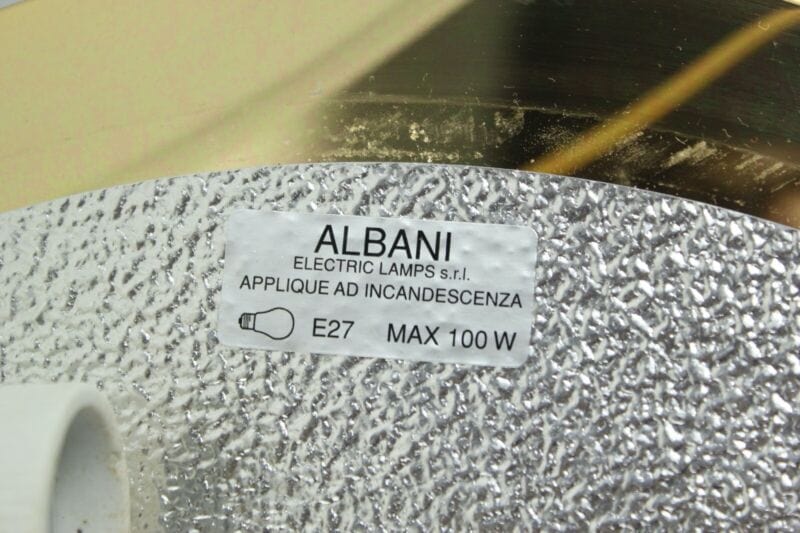 ALBANI
ELECTRIC LAMPS s.r.l.
APPLIQUE AD INCANDESCENZA
E27 MAX 100 W